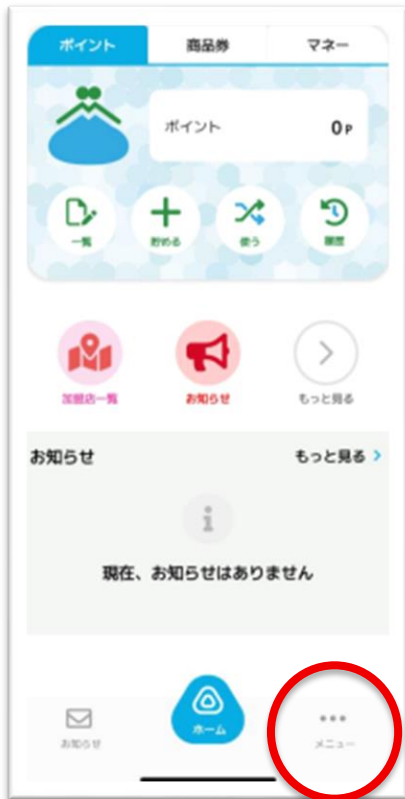 ポイント 商品券 マネー
ポイント 0P
一覧 貯める 使う 履歴
加盟店一覧 お知らせ もっと見る
お知らせ もっと見る
現在、お知らせはありません
お知らせ ホーム メニュー